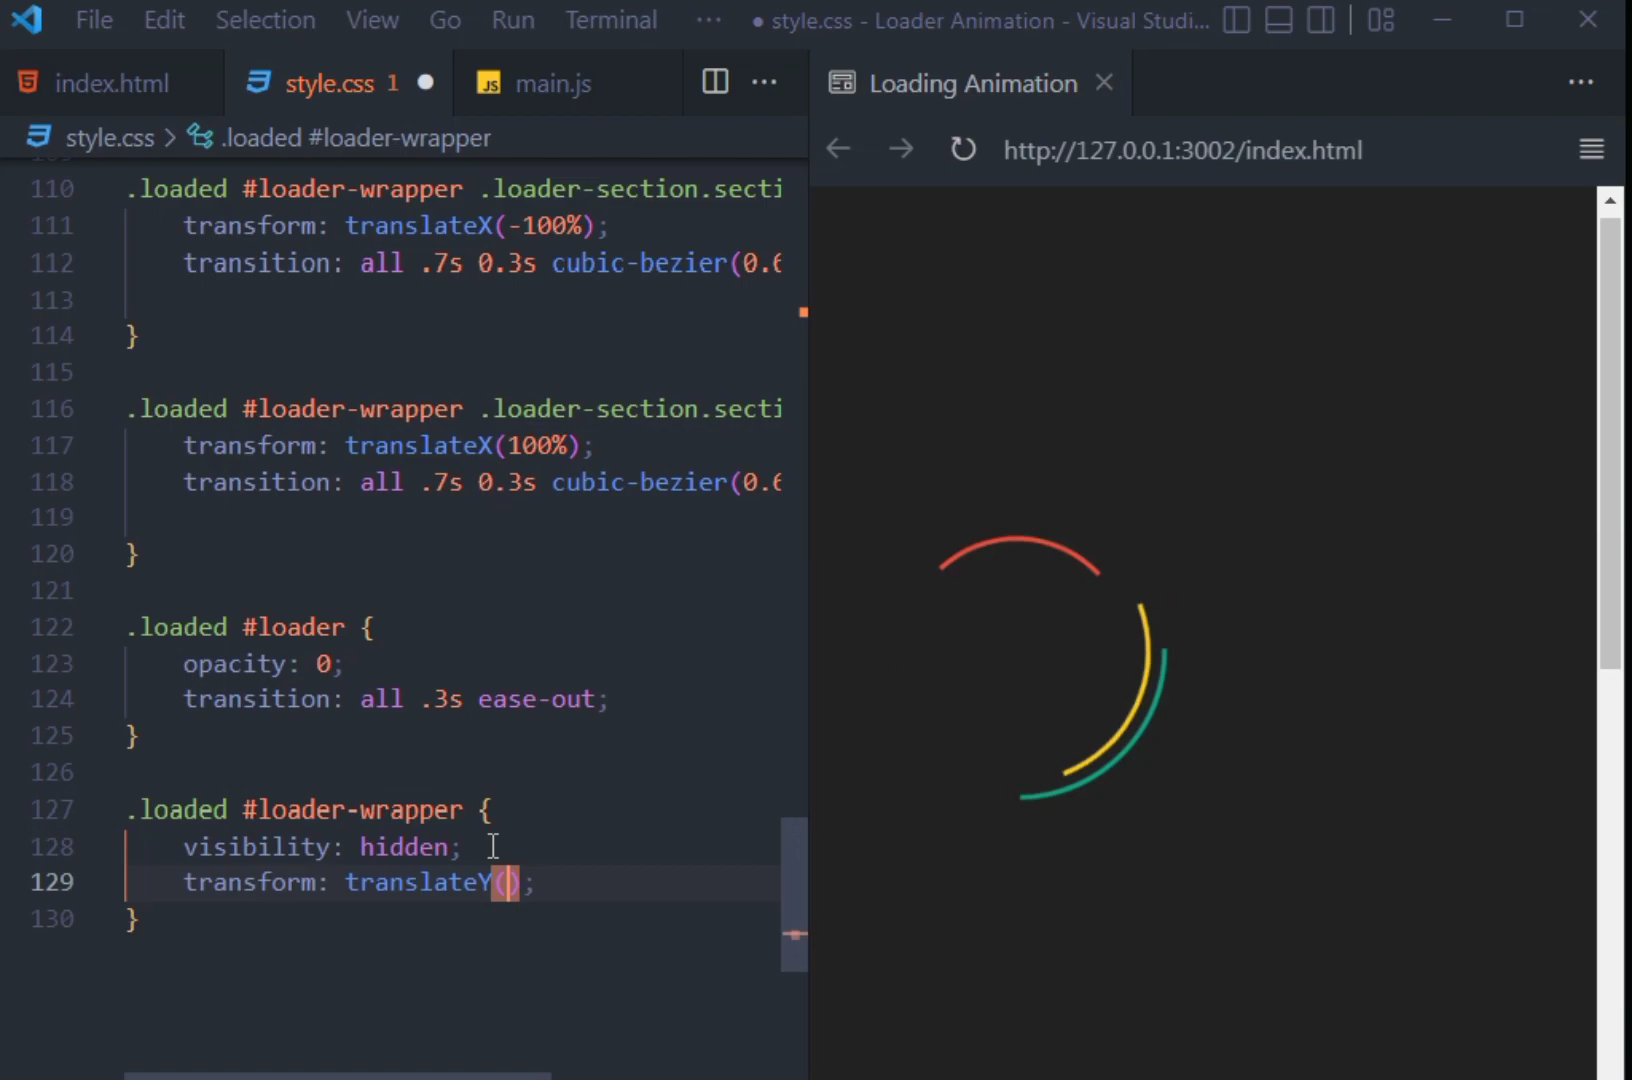 File Edit Selection View Go Run Terminal ··· ● style.css - Loader Animation - Visual Studi...
index.html style.css 1 ● JS main.js ··· Loading Animation ···
style.css > .loaded #loader-wrapper
http://127.0.0.1:3002/index.html
110 .loaded #loader-wrapper .loader-section.secti
111 transform: translateX(-100%);
112 transition: all .7s 0.3s cubic-bezier(0.6
113
114 }
115
116 .loaded #loader-wrapper .loader-section.secti
117 transform: translateX(100%);
118 transition: all .7s 0.3s cubic-bezier(0.6
119
120 }
121
122 .loaded #loader {
123 opacity: 0;
124 transition: all .3s ease-out;
125 }
126
127 .loaded #loader-wrapper {
128 visibility: hidden;
129 transform: translateY();
130 }